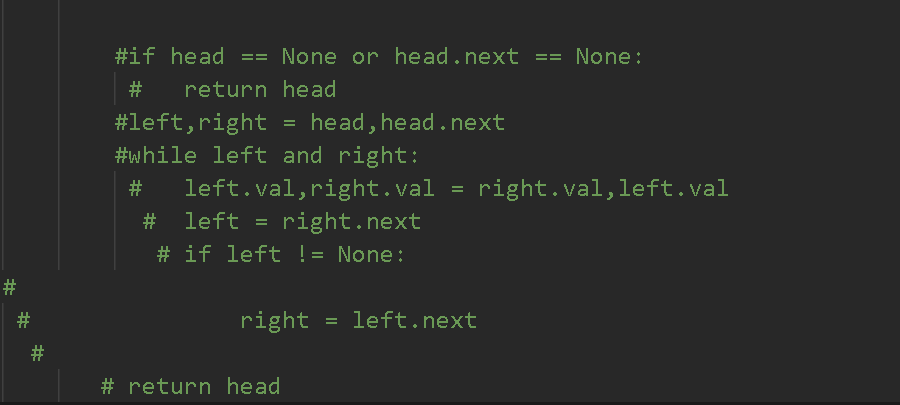 #if head == None or head.next == None:
#   return head
#left,right = head,head.next
#while left and right:
#   left.val,right.val = right.val,left.val
#  left = right.next
# if left != None:
#
#               right = left.next
#
# return head